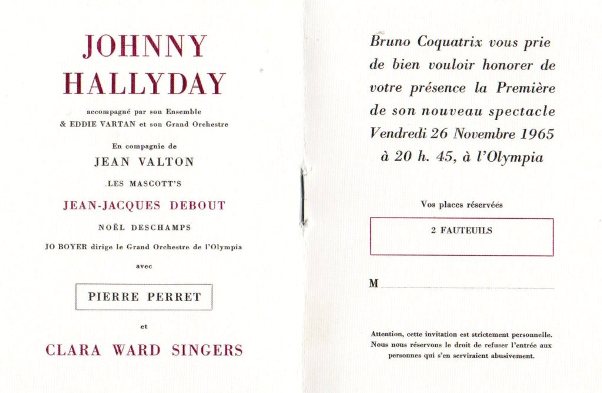 JOHNNY
HALLYDAY
accompagné par son Ensemble
& EDDIE VARTAN et son Grand Orchestre
En compagnie de
JEAN VALTON
LES MASCOTT'S
JEAN-JACQUES DEBOUT
NOËL DESCHAMPS
JO BOYER dirige le Grand Orchestre de l'Olympia
avec
PIERRE PERRET
et
CLARA WARD SINGERS
Bruno Coquatrix vous prie
de bien vouloir honorer de
votre présence la Première
de son nouveau spectacle
Vendredi 26 Novembre 1965
à 20 h. 45, à l'Olympia
Vos places réservées
2 FAUTEUILS
M
Attention, cette invitation est strictement personnelle.
Nous nous réservons le droit de refuser l'entrée aux
personnes qui s'en serviraient abusivement.